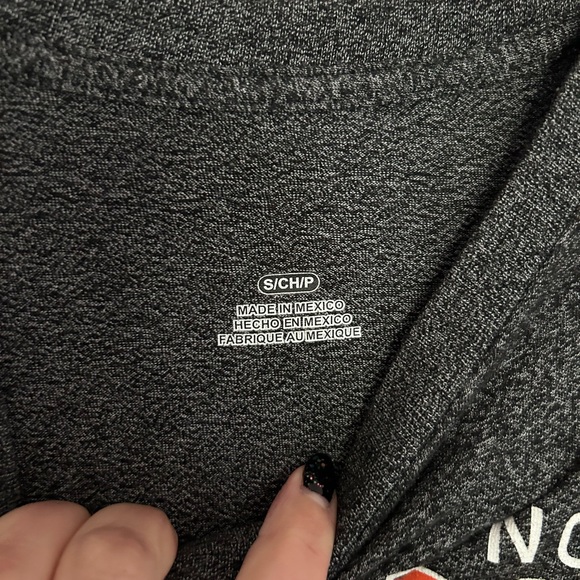 S/CH/P
MADE IN MEXICO
HECHO EN MEXICO
FABRIQUE AU MEXIQUE